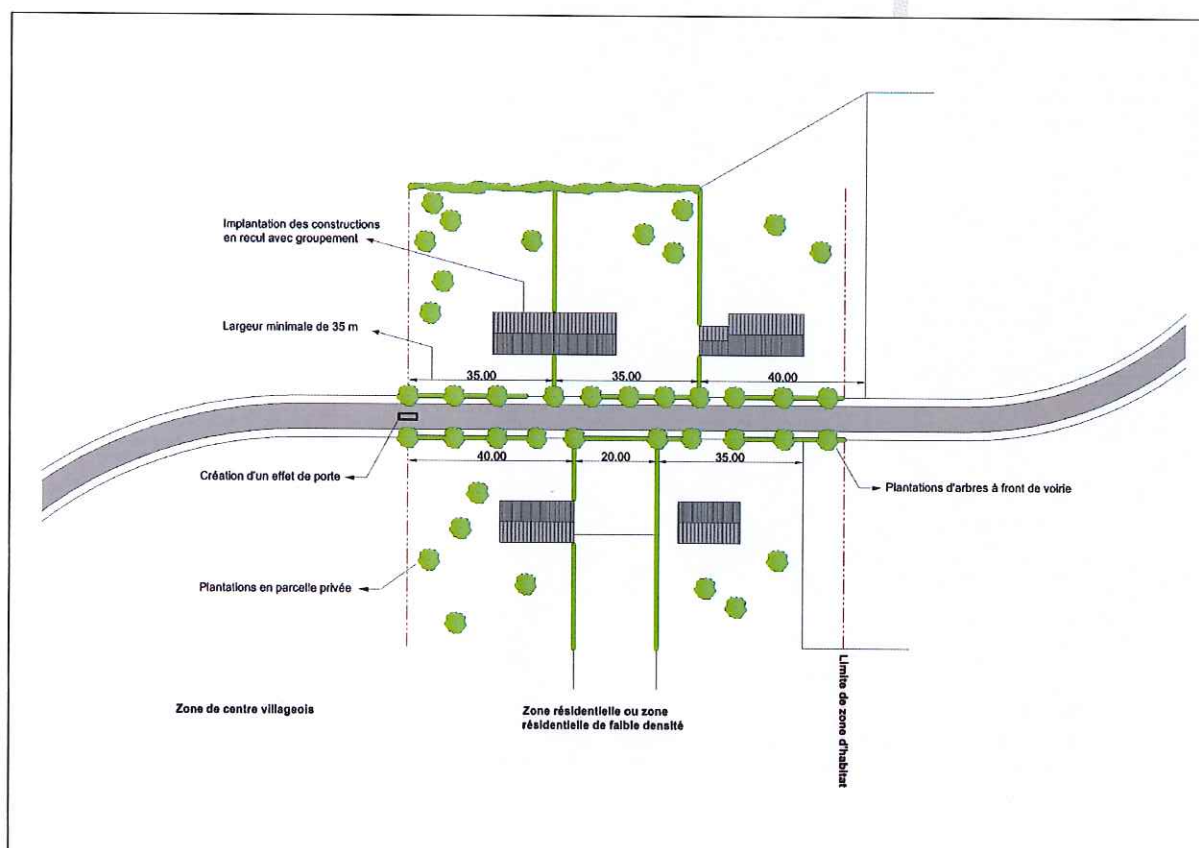 Implantation des constructions
en recul avec groupement
Largeur minimale de 35 m
35.00
35.00
40.00
40.00
20.00
35.00
Création d'un effet de porte
Plantations d'arbres à front de voirie
Plantations en parcelle privée
Zone de centre villageois
Zone résidentielle ou zone
résidentielle de faible densité
Limite de zone d'habitat